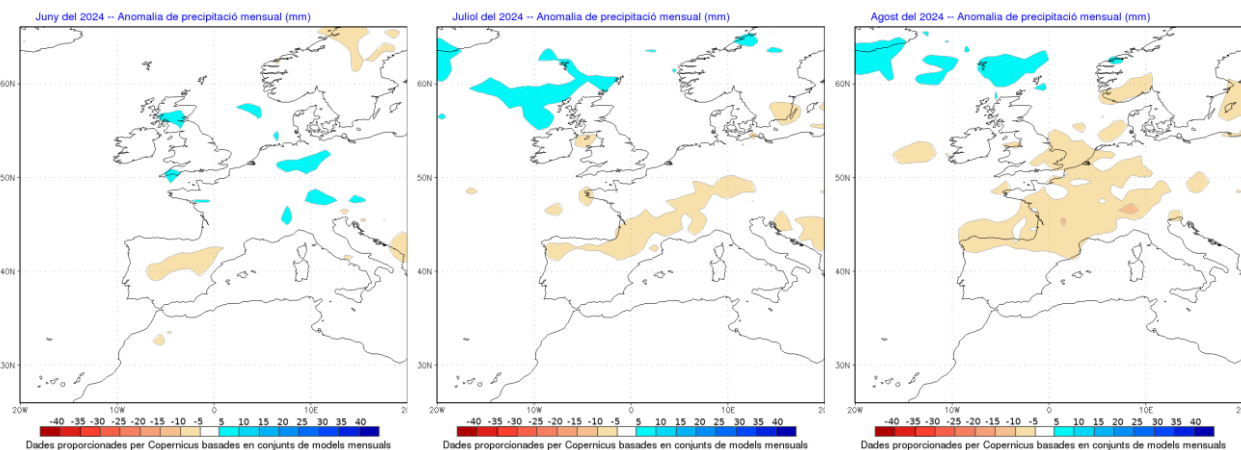 Juny del 2024 -- Anomalia de precipitació mensual (mm)
60N
50N
40N
30N
20W 10W 0 10E
-40 -35 -30 -25 -20 -15 -10 -5 5 10 15 20 25 30 35 40
Dades proporcionades per Copernicus basades en conjunts de models mensuals
Juliol del 2024 -- Anomalia de precipitació mensual (mm)
60N
50N
40N
30N
20W 10W 0 10E
-40 -35 -30 -25 -20 -15 -10 -5 5 10 15 20 25 30 35 40
Dades proporcionades per Copernicus basades en conjunts de models mensuals
Agost del 2024 -- Anomalia de precipitació mensual (mm)
60N
50N
40N
30N
20W 10W 0 10E
-40 -35 -30 -25 -20 -15 -10 -5 5 10 15 20 25 30 35 40
Dades proporcionades per Copernicus basades en conjunts de models mensuals